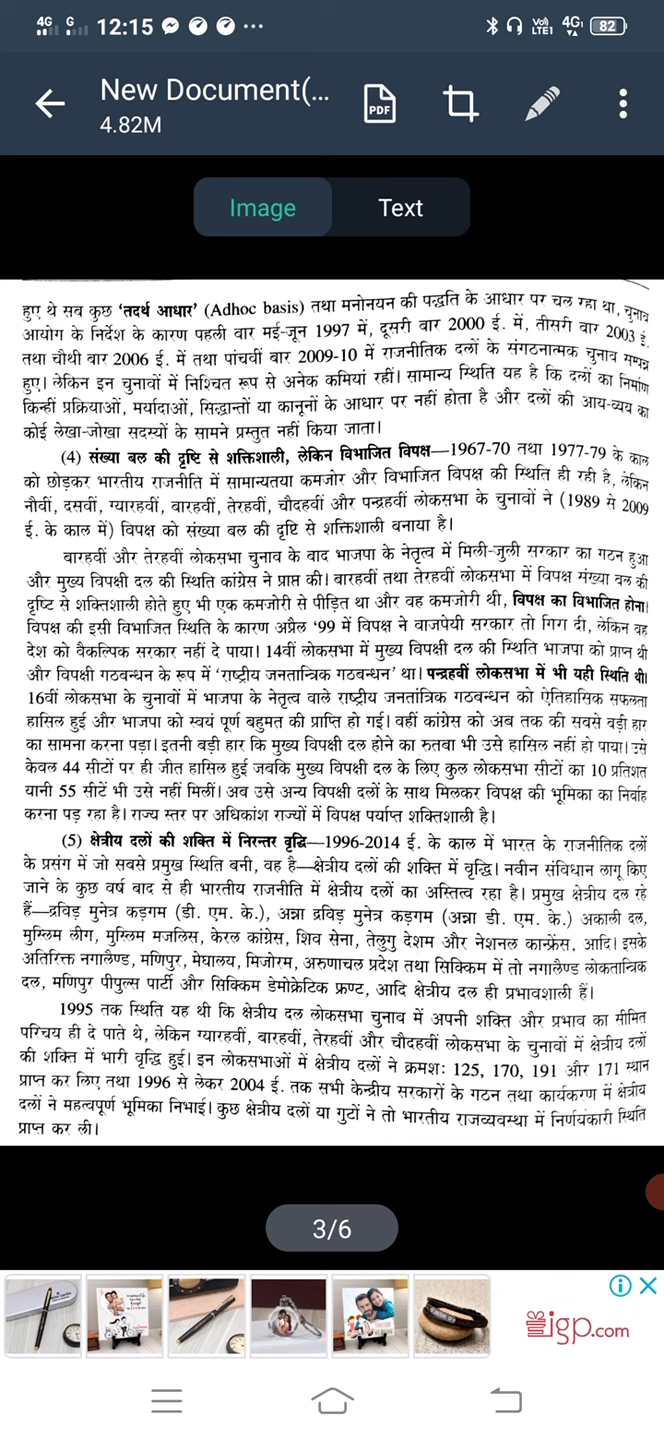 4G G 12:15 ... Vo) LTE1 4G 82
New Document(...
4.82M
PDF
Image Text
हुए थे सब कुछ ‘तदर्थ आधार’ (Adhoc basis) तथा मनोनयन की पद्धति के आधार पर चल रहा था, चुनाव
आयोग के निर्देश के कारण पहली वार मई-जून 1997 में, दूसरी बार 2000 ई. में, तीसरी वार 2003 ई.
तथा चौथी बार 2006 ई. में तथा पांचवीं बार 2009-10 में राजनीतिक दलों के संगठनात्मक चुनाव सम्पन्न
हुए। लेकिन इन चुनावों में निश्चित रूप से अनेक कमियां रहीं। सामान्य स्थिति यह है कि दलों का निर्माण
किन्हीं प्रक्रियाओं, मर्यादाओं, सिद्धान्तों या कानूनों के आधार पर नहीं होता है और दलों की आय-व्यय का
कोई लेखा-जोखा सदस्यों के सामने प्रस्तुत नहीं किया जाता।
(4) संख्या बल की दृष्टि से शक्तिशाली, लेकिन विभाजित विपक्ष—1967-70 तथा 1977-79 के काल
को छोड़कर भारतीय राजनीति में सामान्यतया कमजोर और विभाजित विपक्ष की स्थिति ही रही है, लेकिन
नौवीं, दसवीं, ग्यारहवीं, बारहवीं, तेरहवीं, चौदहवीं और पन्द्रहवीं लोकसभा के चुनावों ने (1989 से 2009
ई. के काल में) विपक्ष को संख्या बल की दृष्टि से शक्तिशाली बनाया है।
बारहवीं और तेरहवीं लोकसभा चुनाव के वाद भाजपा के नेतृत्व में मिली-जुली सरकार का गठन हुआ
और मुख्य विपक्षी दल की स्थिति कांग्रेस ने प्राप्त की। वारहवीं तथा तेरहवीं लोकसभा में विपक्ष संख्या वल की
दृष्टि से शक्तिशाली होते हुए भी एक कमजोरी से पीड़ित था और वह कमजोरी थी, विपक्ष का विभाजित होना।
विपक्ष की इसी विभाजित स्थिति के कारण अप्रैल ‘99 में विपक्ष ने वाजपेयी सरकार तो गिरा दी, लेकिन वह
देश को वैकल्पिक सरकार नहीं दे पाया। 14वीं लोकसभा में मुख्य विपक्षी दल की स्थिति भाजपा को प्राप्त थी
और विपक्षी गठबन्धन के रूप में ‘राष्ट्रीय जनतान्त्रिक गठबन्धन’ था। पन्द्रहवीं लोकसभा में भी यही स्थिति थी।
16वीं लोकसभा के चुनावों में भाजपा के नेतृत्व वाले राष्ट्रीय जनतांत्रिक गठबन्धन को ऐतिहासिक सफलता
हासिल हुई और भाजपा को स्वयं पूर्ण बहुमत की प्राप्ति हो गई। वहीं कांग्रेस को अब तक की सबसे वड़ी हार
का सामना करना पड़ा। इतनी बड़ी हार कि मुख्य विपक्षी दल होने का रुतबा भी उसे हासिल नहीं हो पाया। उसे
केवल 44 सीटों पर ही जीत हासिल हुई जबकि मुख्य विपक्षी दल के लिए कुल लोकसभा सीटों का 10 प्रतिशत
यानी 55 सीटें भी उसे नहीं मिलीं। अब उसे अन्य विपक्षी दलों के साथ मिलकर विपक्ष की भूमिका का निर्वाह
करना पड़ रहा है। राज्य स्तर पर अधिकांश राज्यों में विपक्ष पर्याप्त शक्तिशाली है।
(5) क्षेत्रीय दलों की शक्ति में निरन्तर वृद्धि—1996-2014 ई. के काल में भारत के राजनीतिक दलों
के प्रसंग में जो सबसे प्रमुख स्थिति बनी, वह है—क्षेत्रीय दलों की शक्ति में वृद्धि। नवीन संविधान लागू किए
जाने के कुछ वर्ष बाद से ही भारतीय राजनीति में क्षेत्रीय दलों का अस्तित्व रहा है। प्रमुख क्षेत्रीय दल रहे
हैं—द्रविड़ मुनेत्र कड़गम (डी. एम. के.), अन्ना द्रविड़ मुनेत्र कड़गम (अन्ना डी. एम. के.) अकाली दल,
मुस्लिम लीग, मुस्लिम मजलिस, केरल कांग्रेस, शिव सेना, तेलुगु देशम और नेशनल कान्फ्रेंस, आदि। इसके
अतिरिक्त नगालैण्ड, मणिपुर, मेघालय, मिजोरम, अरुणाचल प्रदेश तथा सिक्किम में तो नगालैण्ड लोकतान्त्रिक
दल, मणिपुर पीपुल्स पार्टी और सिक्किम डेमोक्रेटिक फ्रण्ट, आदि क्षेत्रीय दल ही प्रभावशाली हैं।
1995 तक स्थिति यह थी कि क्षेत्रीय दल लोकसभा चुनाव में अपनी शक्ति और प्रभाव का सीमित
परिचय ही दे पाते थे, लेकिन ग्यारहवीं, बारहवीं, तेरहवीं और चौदहवीं लोकसभा के चुनावों में क्षेत्रीय दलों
की शक्ति में भारी वृद्धि हुई। इन लोकसभाओं में क्षेत्रीय दलों ने क्रमशः 125, 170, 191 और 171 स्थान
प्राप्त कर लिए तथा 1996 से लेकर 2004 ई. तक सभी केन्द्रीय सरकारों के गठन तथा कार्यकरण में क्षेत्रीय
दलों ने महत्वपूर्ण भूमिका निभाई। कुछ क्षेत्रीय दलों या गुटों ने तो भारतीय राजव्यवस्था में निर्णयकारी स्थिति
प्राप्त कर ली।
3/6
igp.com